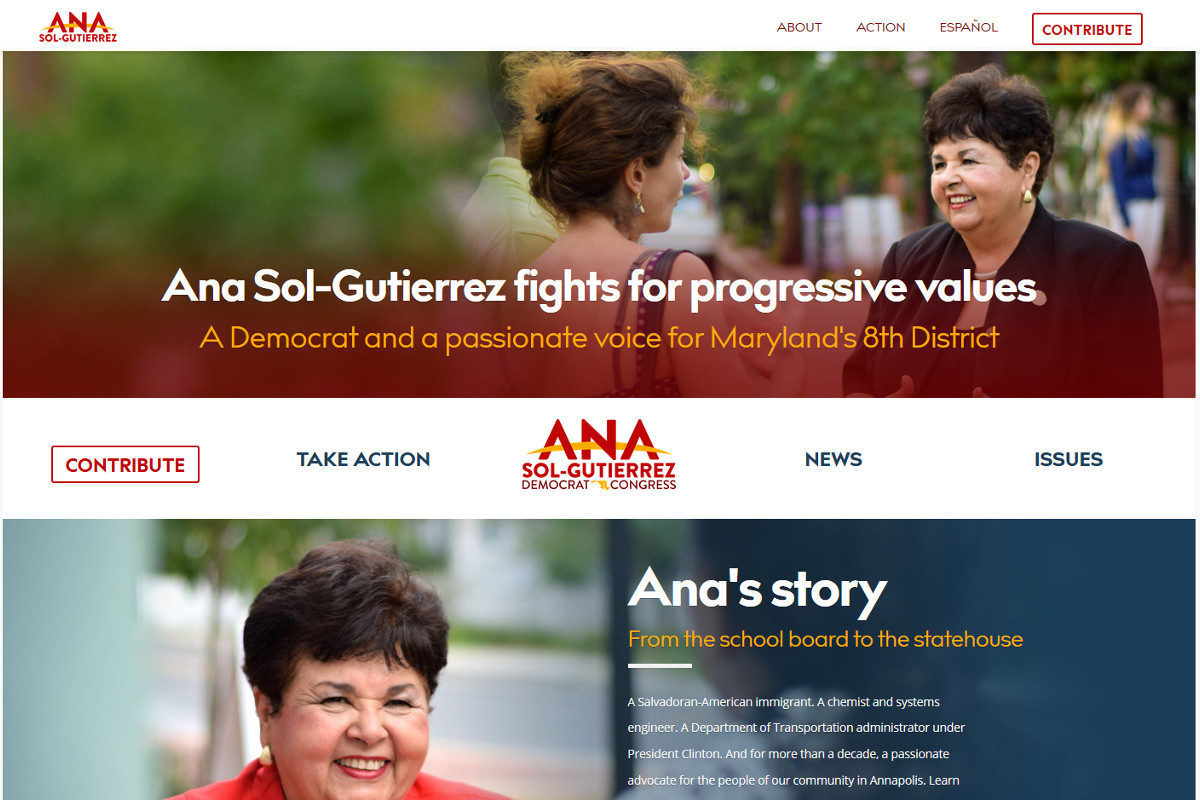 ANA
SOL-GUTIERREZ
ABOUT
ACTION
ESPAÑOL
CONTRIBUTE
Ana Sol-Gutierrez fights for progressive values
A Democrat and a passionate voice for Maryland's 8th District
CONTRIBUTE
TAKE ACTION
ANA
SOL-GUTIERREZ
DEMOCRAT CONGRESS
NEWS
ISSUES
Ana's story
From the school board to the statehouse
A Salvadoran-American immigrant. A chemist and systems
engineer. A Department of Transportation administrator under
President Clinton. And for more than a decade, a passionate
advocate for the people of our community in Annapolis. Learn